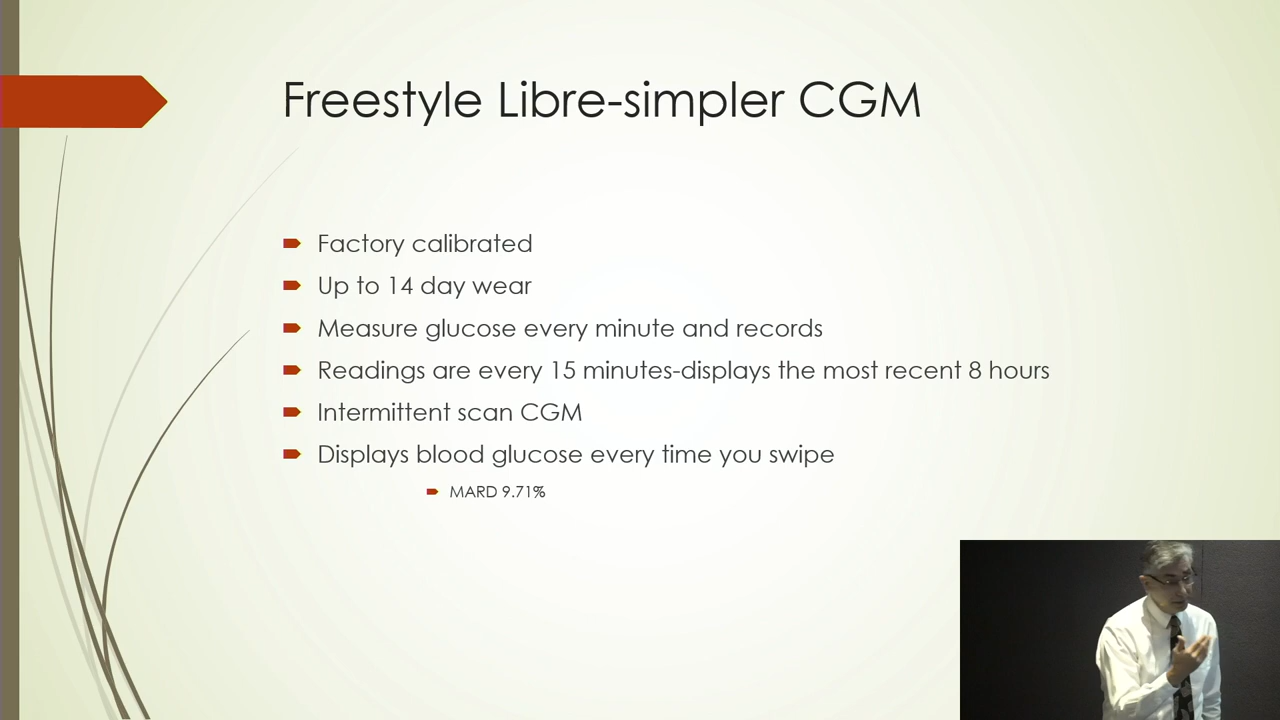 Freestyle Libre-simpler CGM
Factory calibrated
Up to 14 day wear
Measure glucose every minute and records
Readings are every 15 minutes-displays the most recent 8 hours
Intermittent scan CGM
Displays blood glucose every time you swipe
MARD 9.71%